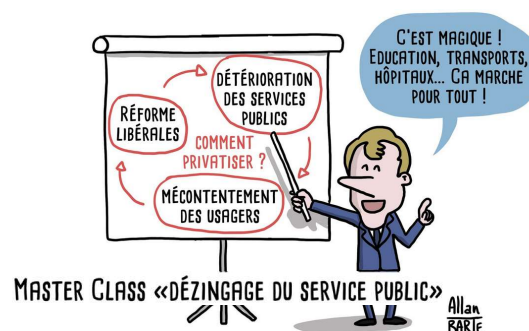 C'EST MAGIQUE !
EDUCATION, TRANSPORTS,
HÔPITAUX... CA MARCHE
POUR TOUT !
DÉTÉRIORATION
DES SERVICES
PUBLICS
RÉFORME
LIBÉRALES
COMMENT
PRIVATISER ?
MÉCONTENTEMENT
DES USAGERS
MASTER CLASS «DÉZINGAGE DU SERVICE PUBLIC»
Allan
BARTE